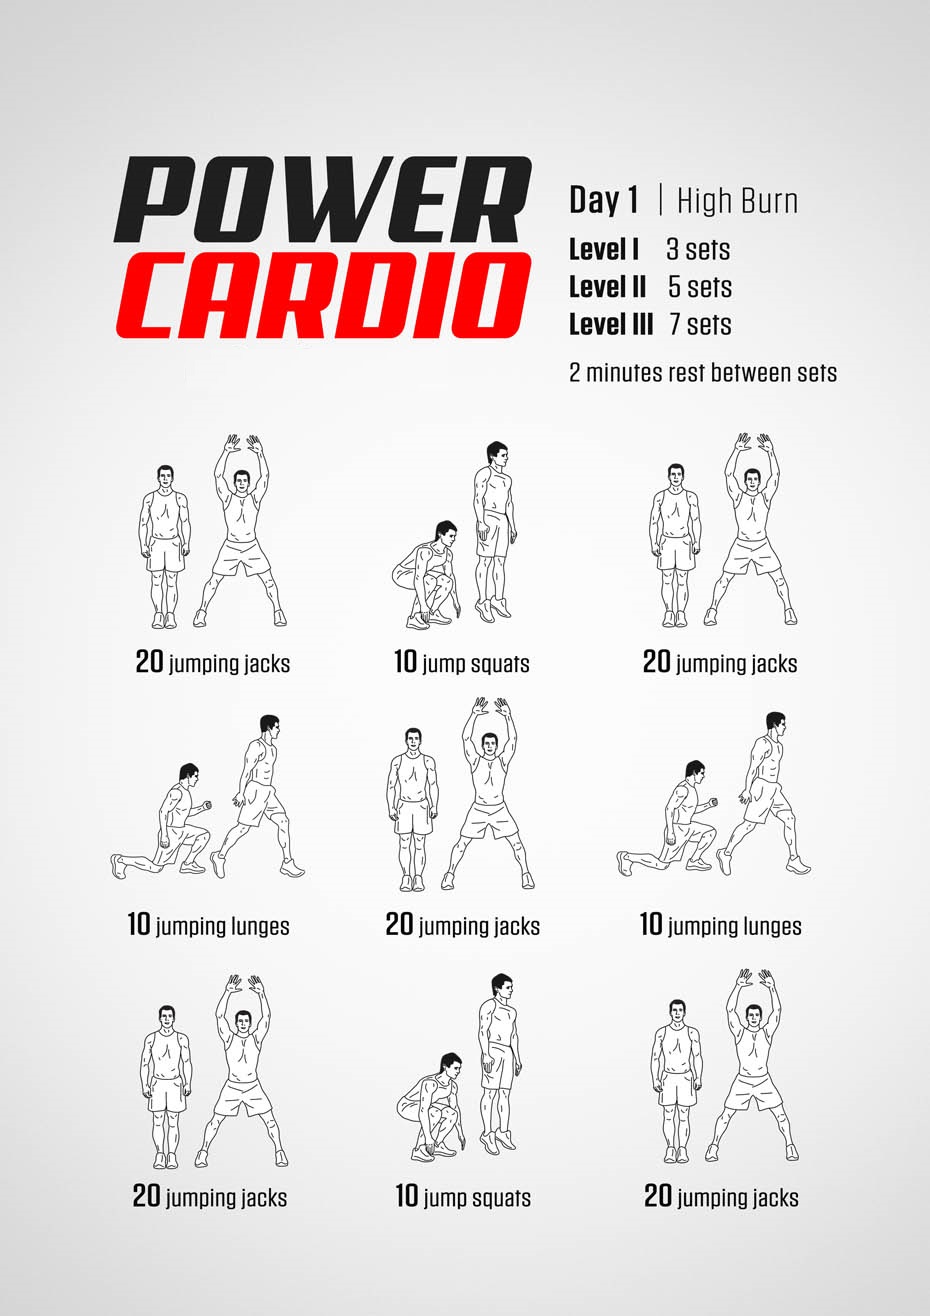 POWER
CARDIO
Day 1 | High Burn
Level I 3 sets
Level II 5 sets
Level III 7 sets
2 minutes rest between sets
20 jumping jacks
10 jump squats
20 jumping jacks
10 jumping lunges
20 jumping jacks
10 jumping lunges
20 jumping jacks
10 jump squats
20 jumping jacks